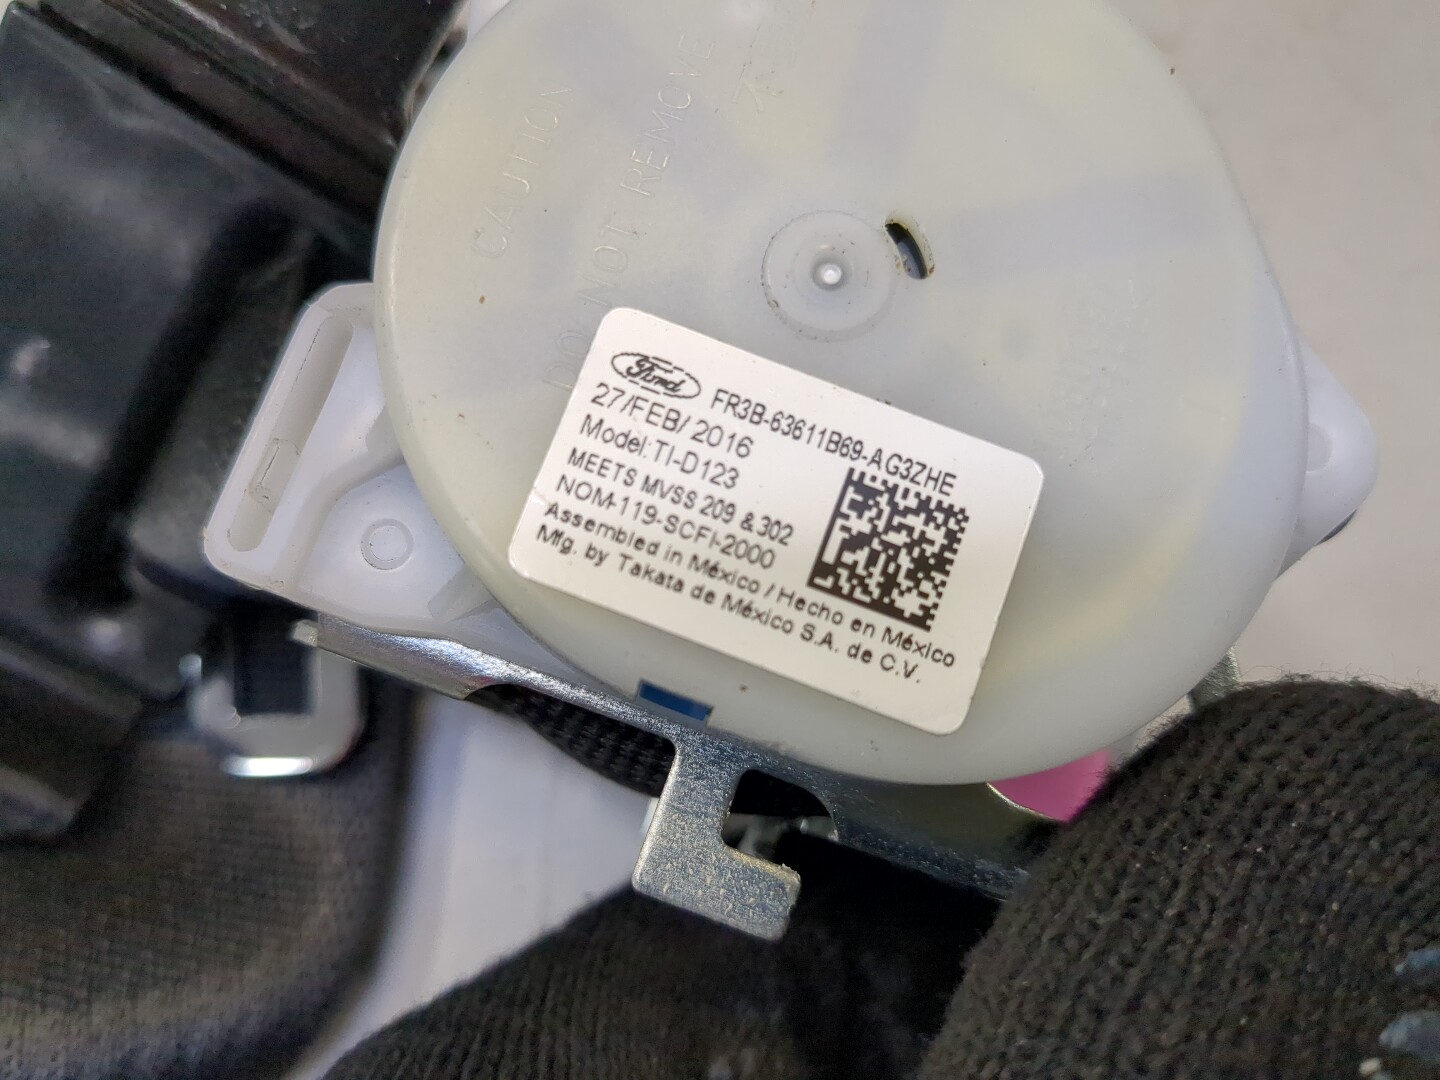 CAUTION
DO NOT REMOVE
Ford FR3B-63611B69-AG3ZHE
27/FEB/2016
Model:TI-D123
MEETS MVSS 209 & 302
NOM-119-SCFI-2000
Assembled in México / Hecho en México
Mfg. by Takata de México S.A. de C.V.